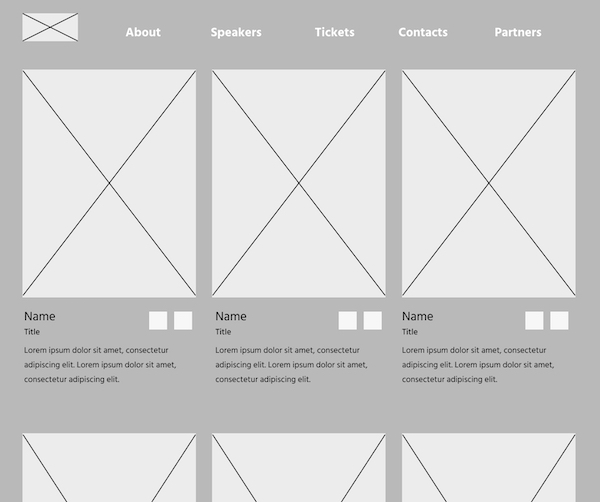 About Speakers Tickets Contacts Partners
Name
Title
Lorem ipsum dolor sit amet, consectetur
adipiscing elit. Lorem ipsum dolor sit amet,
consectetur adipiscing elit.
Name
Title
Lorem ipsum dolor sit amet, consectetur
adipiscing elit. Lorem ipsum dolor sit amet,
consectetur adipiscing elit.
Name
Title
Lorem ipsum dolor sit amet, consectetur
adipiscing elit. Lorem ipsum dolor sit amet,
consectetur adipiscing elit.